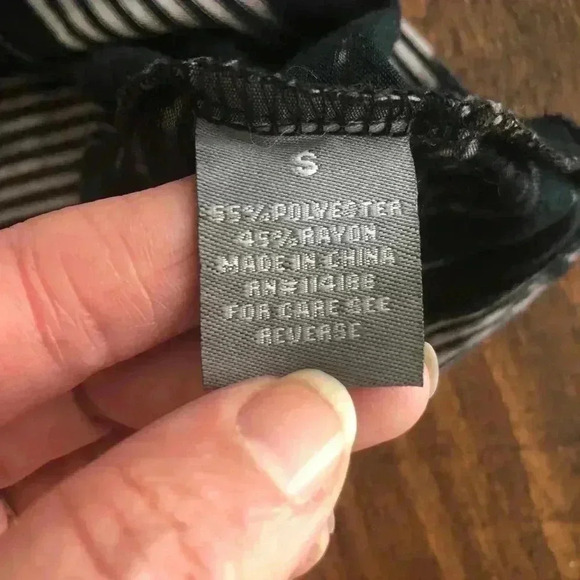 S
55%POLYESTER
45%RAYON
MADE IN CHINA
RN#114186
FOR CARE SEE
REVERSE